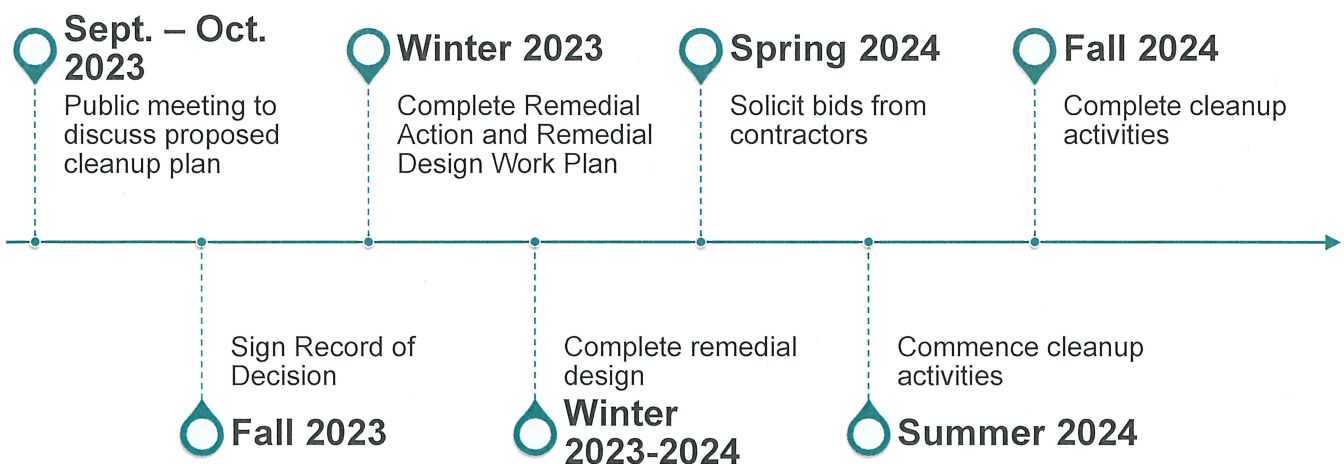 Sept. – Oct.
2023
Public meeting to
discuss proposed
cleanup plan
Sign Record of
Decision
Fall 2023
Winter 2023
Complete Remedial
Action and Remedial
Design Work Plan
Complete remedial
design
Winter
2023-2024
Spring 2024
Solicit bids from
contractors
Commence cleanup
activities
Summer 2024
Fall 2024
Complete cleanup
activities